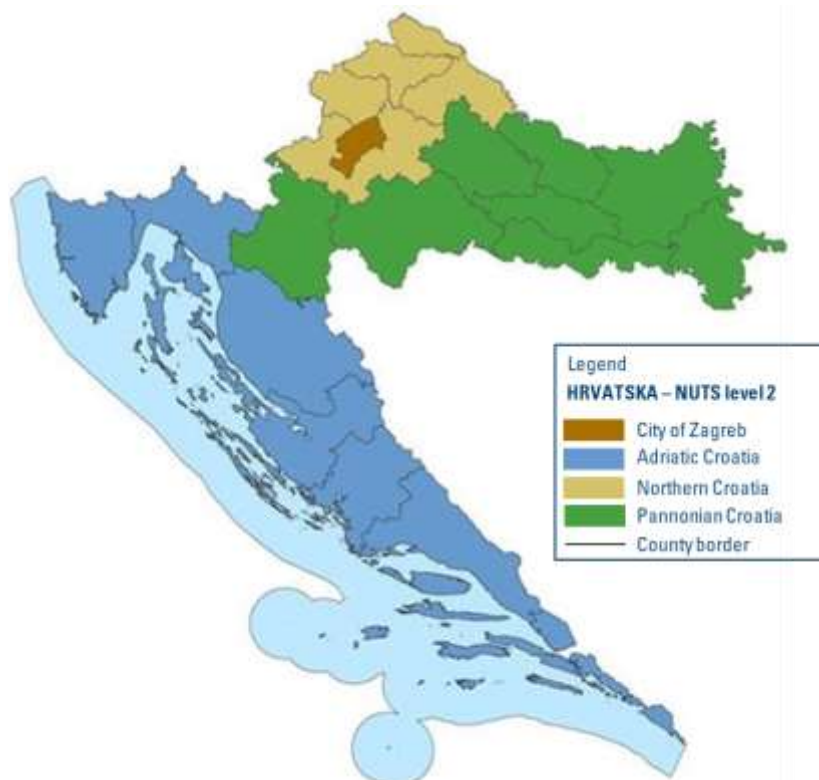 Legend
HRVATSKA – NUTS level 2
City of Zagreb
Adriatic Croatia
Northern Croatia
Pannonian Croatia
County border